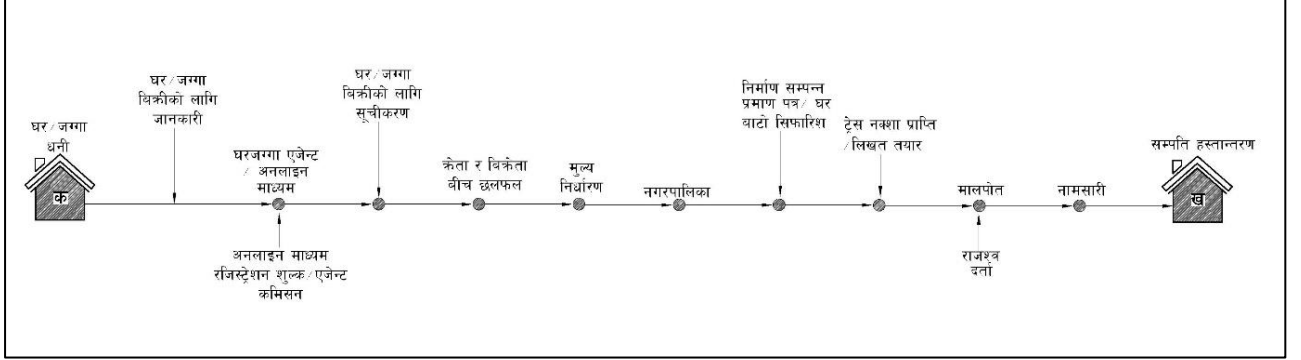 घर/जग्गा
धनी
क
घर/जग्गा
बिक्रीको लागि
जानकारी
घरजग्गा एजेन्ट
/ अनलाइन
माध्यम
अनलाइन माध्यम
रजिस्ट्रेशन शुल्क/एजेन्ट
कमिसन
घर/जग्गा
बिक्रीको लागि
सूचीकरण
क्रेता र बिक्रेता
बीच छलफल
मुल्य
निर्धारण
नगरपालिका
निर्माण सम्पन्न
प्रमाण पत्र/ घर
बाटो सिफारिश
ट्रेस नक्शा प्राप्ति
/लिखत तयार
मालपोत
राजश्व
दर्ता
नामसारी
सम्पति हस्तान्तरण
ख